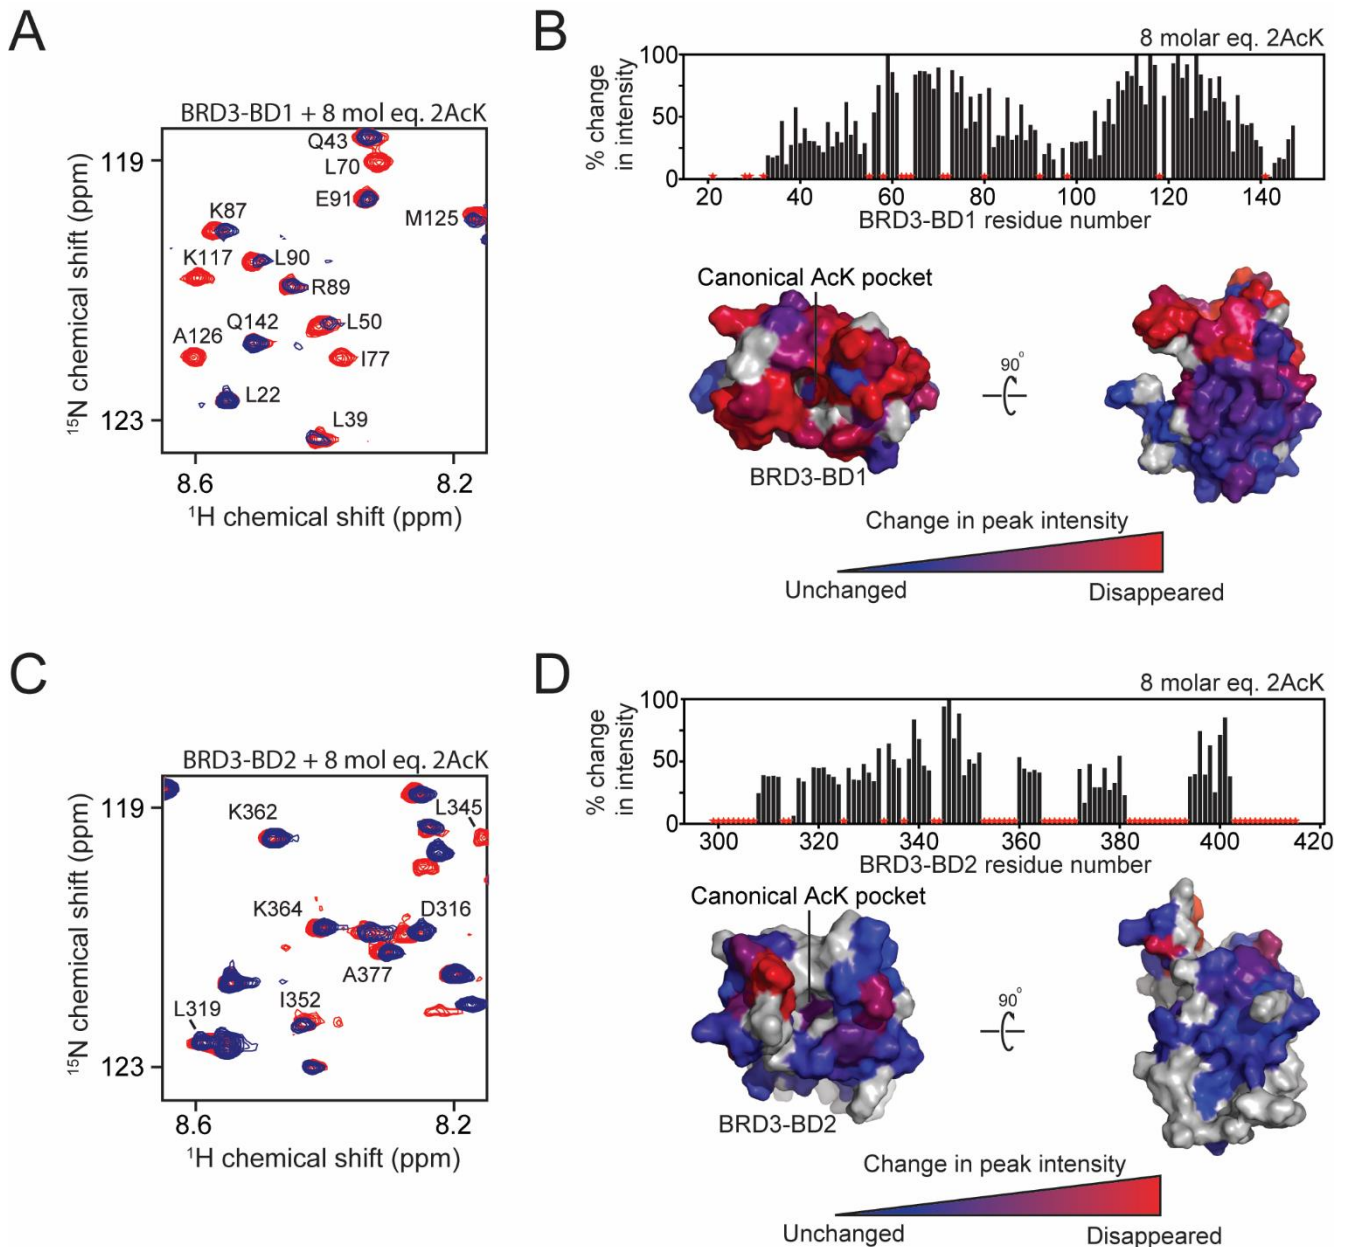 A
BRD3-BD1 + 8 mol eq. 2AcK
119
123
¹⁵N chemical shift (ppm)
Q43
L70
E91
M125
K87
K117
L90
R89
A126
Q142
L50
I77
L22
L39
8.6
8.2
¹H chemical shift (ppm)
B
8 molar eq. 2AcK
% change
in intensity
100
50
0
20
40
60
80
100
120
140
BRD3-BD1 residue number
Canonical AcK pocket
90°
BRD3-BD1
Change in peak intensity
Unchanged
Disappeared
C
BRD3-BD2 + 8 mol eq. 2AcK
119
123
¹⁵N chemical shift (ppm)
K362
L345
K364
D316
A377
I352
L319
8.6
8.2
¹H chemical shift (ppm)
D
8 molar eq. 2AcK
% change
in intensity
100
50
0
300
320
340
360
380
400
420
BRD3-BD2 residue number
Canonical AcK pocket
90°
BRD3-BD2
Change in peak intensity
Unchanged
Disappeared